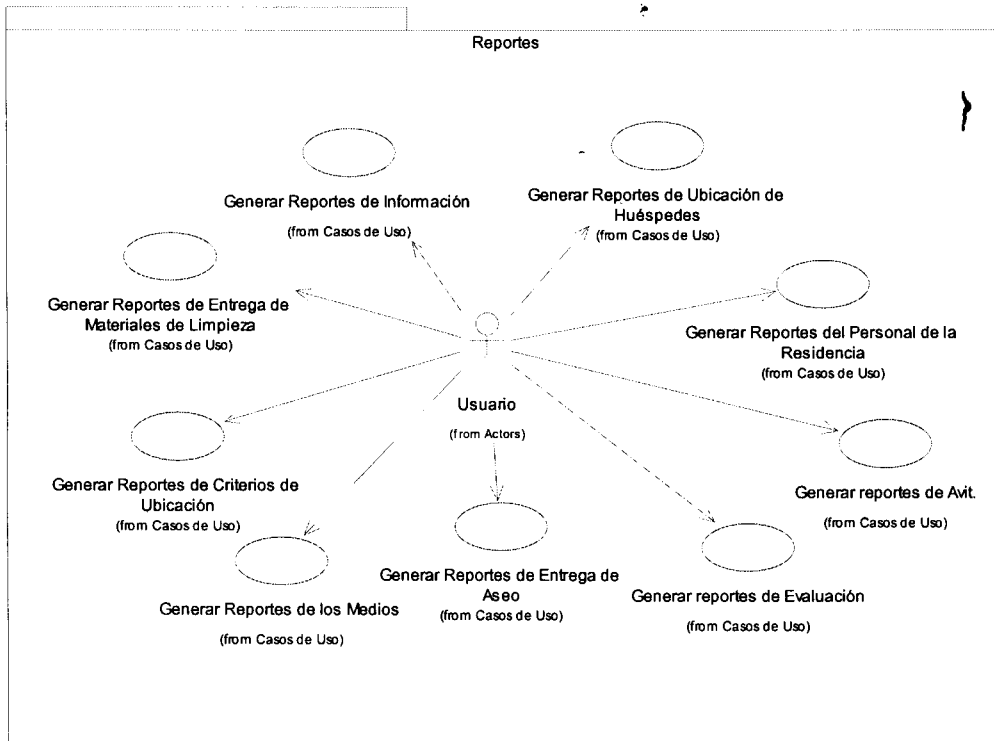 Reportes
Generar Reportes de Información
(from Casos de Uso)
Generar Reportes de Ubicación de
Huéspedes
(from Casos de Uso)
Generar Reportes de Entrega de
Materiales de Limpieza
(from Casos de Uso)
Generar Reportes del Personal de la
Residencia
(from Casos de Uso)
Usuario
(from Actors)
Generar Reportes de Criterios de
Ubicación
(from Casos de Uso)
Generar reportes de Avit.
(from Casos de Uso)
Generar Reportes de los Medios
(from Casos de Uso)
Generar Reportes de Entrega de
Aseo
(from Casos de Uso)
Generar reportes de Evaluación
(from Casos de Uso)